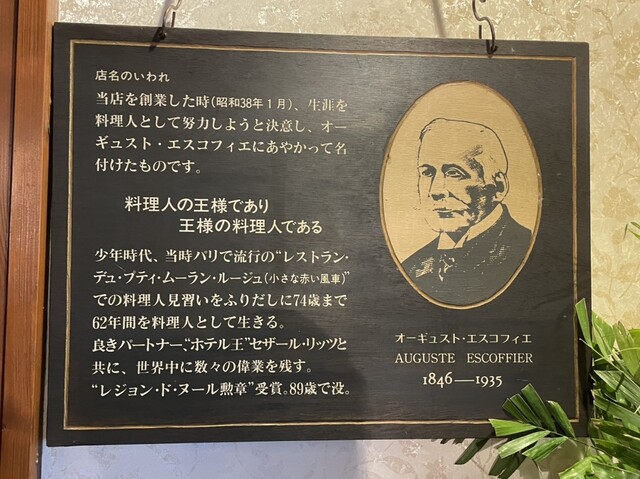 店名のいわれ
当店を創業した時(昭和38年1月)、生涯を
料理人として努力しようと決意し、オー
ギュスト・エスコフィエにあやかって名
付けたものです。
料理人の王様であり
王様の料理人である
少年時代、当時パリで流行の“レストラン・
デュ・プティ・ムーラン・ルージュ(小さな赤い風車)”
での料理人見習いをふりだしに74歳まで
62年間を料理人として生きる。
良きパートナー、“ホテル王”セザール・リッツと
共に、世界中に数々の偉業を残す。
“レジョン・ド・ヌール勲章”受賞。89歳で没。
オーギュスト・エスコフィエ
AUGUSTE ESCOFFIER
1846—1935